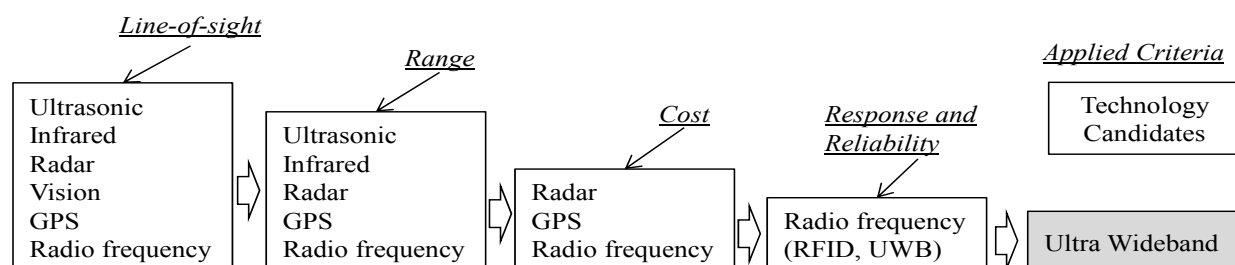 Line-of-sight
Ultrasonic
Infrared
Radar
Vision
GPS
Radio frequency
Range
Ultrasonic
Infrared
Radar
GPS
Radio frequency
Cost
Radar
GPS
Radio frequency
Response and
Reliability
Radio frequency
(RFID, UWB)
Applied Criteria
Technology
Candidates
Ultra Wideband